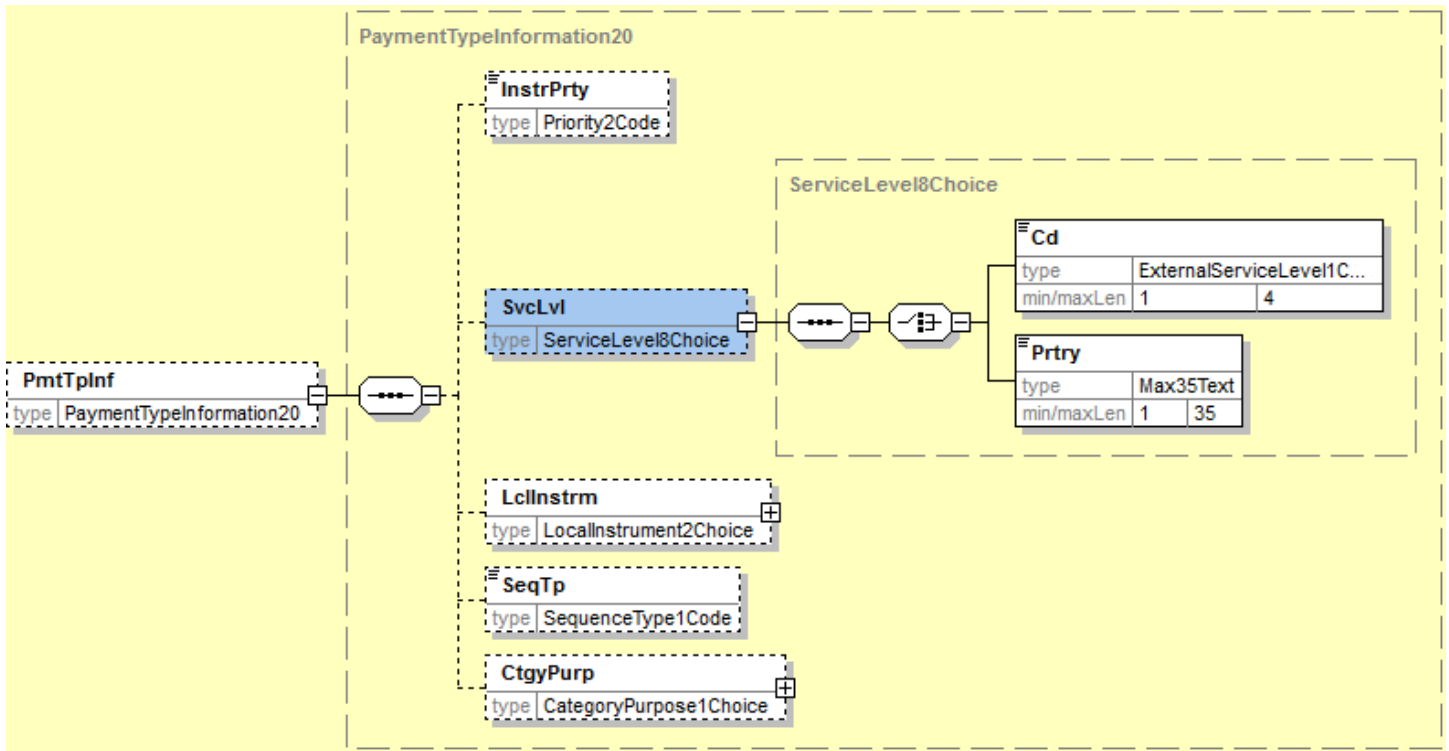 PaymentTypeInformation20
InstrPrty
type Priority2Code
ServiceLevel8Choice
Cd
type ExternalServiceLevel1C...
min/maxLen 1 4
SvcLvl
type ServiceLevel8Choice
Prtry
type Max35Text
min/maxLen 1 35
PmtTpInf
type PaymentTypeInformation20
LclInstrm
type LocalInstrument2Choice
SeqTp
type SequenceType1Code
CtgyPurp
type CategoryPurpose1Choice